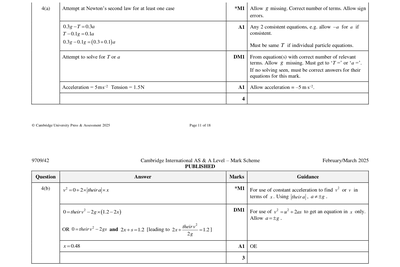 4(a) Attempt at Newton's second law for at least one case *M1 Allow g missing. Correct number of terms. Allow sign
errors.
0.3g − T = 0.3a A1 Any 2 consistent equations, e.g. allow −a for a if
T − 0.1g = 0.1a consistent.
0.3g − 0.1g = (0.3 + 0.1)a
Must be same T if individual particle equations.
Attempt to solve for T or a DM1 From equation(s) with correct number of relevant
terms. Allow g missing. Must get to 'T =' or 'a ='.
If no solving seen, must be correct answers for their
equations for this mark.
Acceleration = 5 ms⁻² Tension = 1.5 N A1 Allow acceleration = −5 ms⁻².
4
© Cambridge University Press & Assessment 2025 Page 11 of 18
9709/42 Cambridge International AS & A Level – Mark Scheme February/March 2025
PUBLISHED
Question Answer Marks Guidance
4(b) v² = 0 + 2 × |their a| × x *M1 For use of constant acceleration to find v² or v in
terms of x. Using |their a|, a ≠ ±g.
0 = their v² − 2g × (1.2 − 2x) DM1 For use of v² = u² + 2as to get an equation in x only.
Allow a = ±g.
OR 0 = their v² − 2gs and 2x + s = 1.2 [leading to 2x + their v²/2g = 1.2]
x = 0.48 A1 OE
3